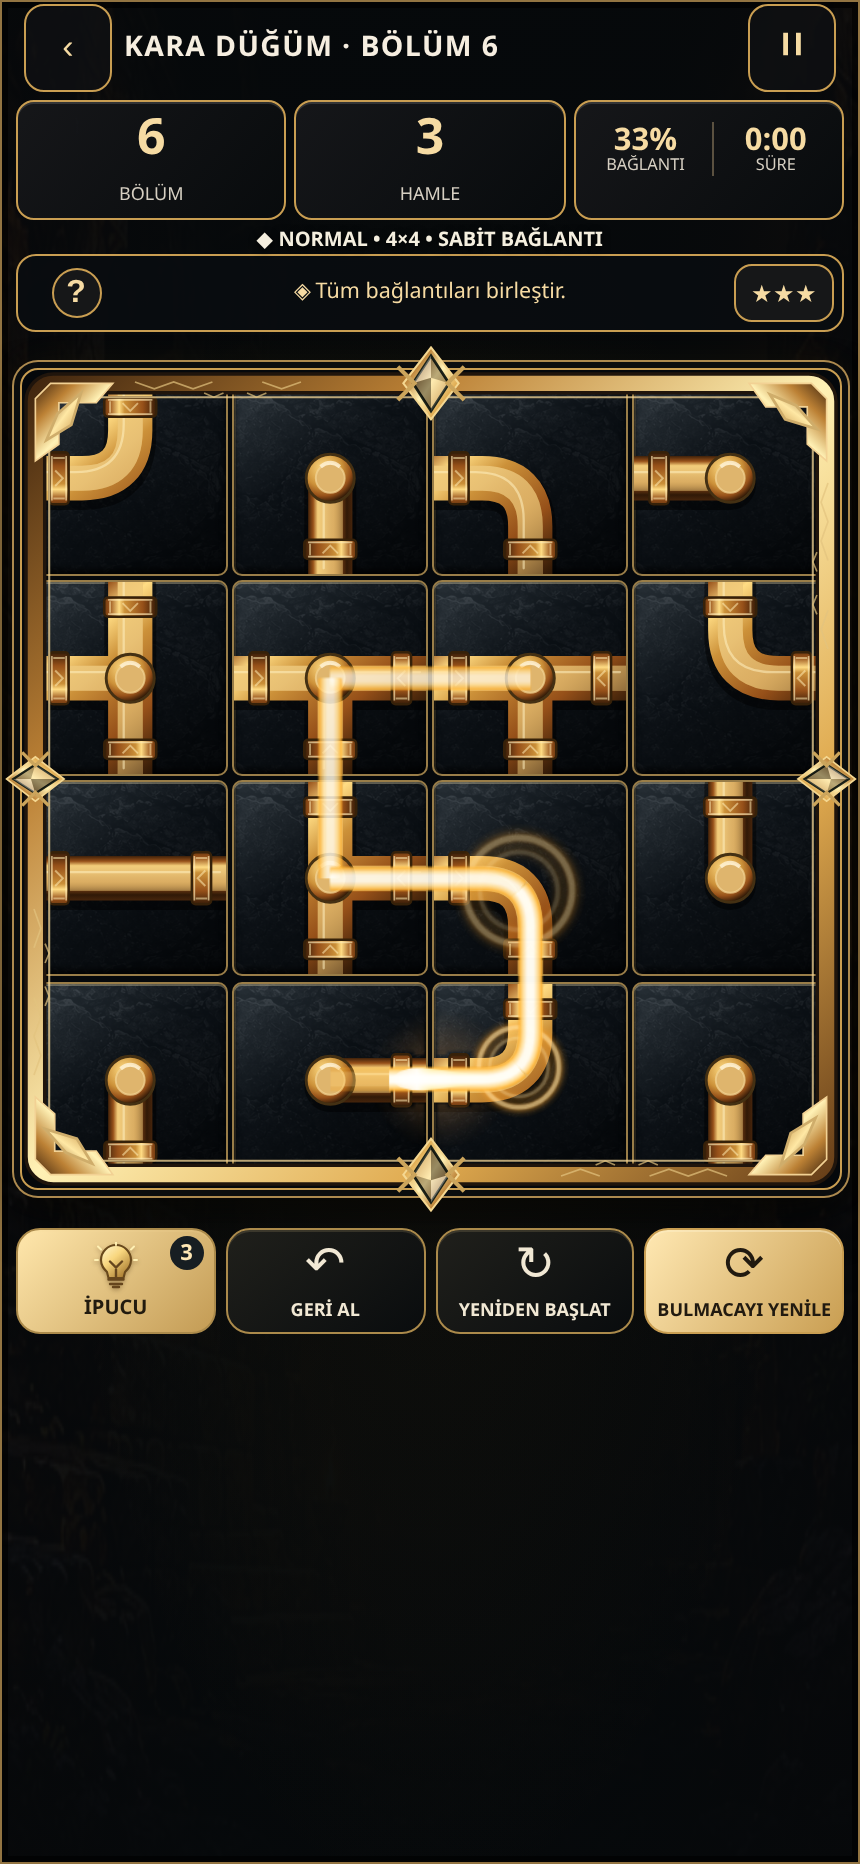 ‹ KARA DÜĞÜM · BÖLÜM 6
6
BÖLÜM
3
HAMLE
33%
BAĞLANTI
0:00
SÜRE
◆ NORMAL • 4×4 • SABİT BAĞLANTI
?
◈ Tüm bağlantıları birleştir.
★★★
3
İPUCU
GERİ AL
YENİDEN BAŞLAT
BULMACAYI YENİLE